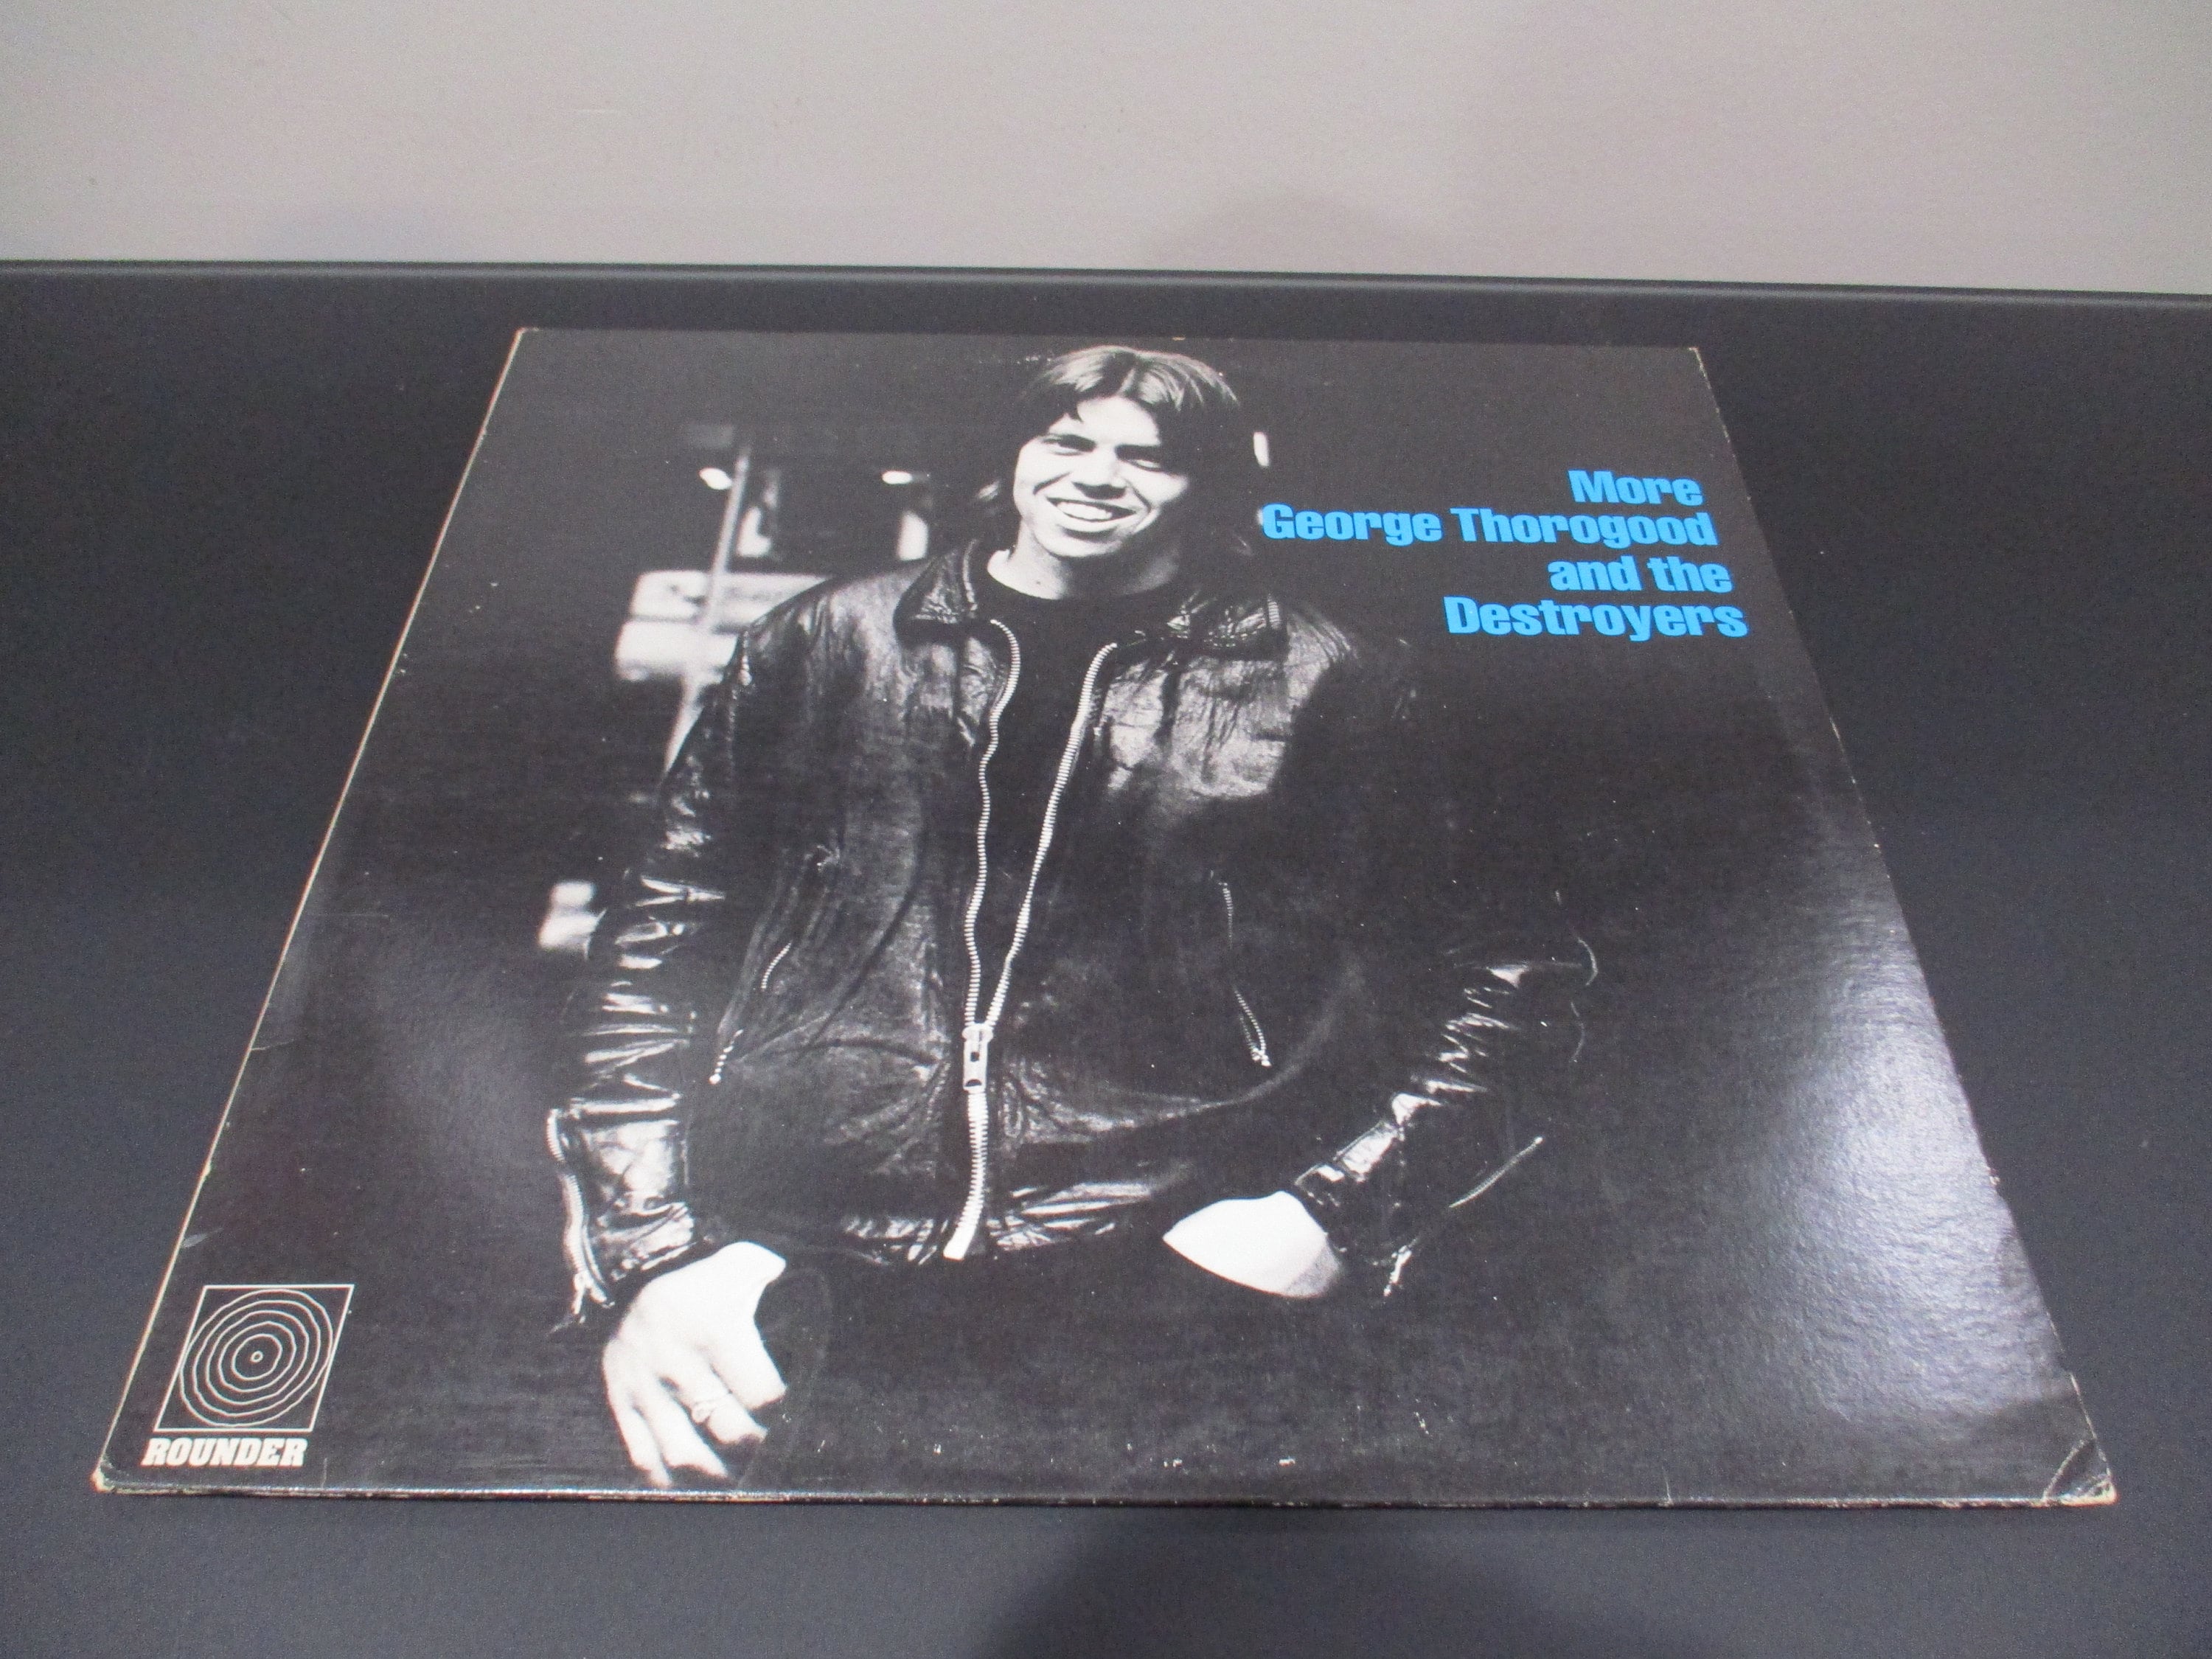 More
George Thorogood
and the
Destroyers
ROUNDER